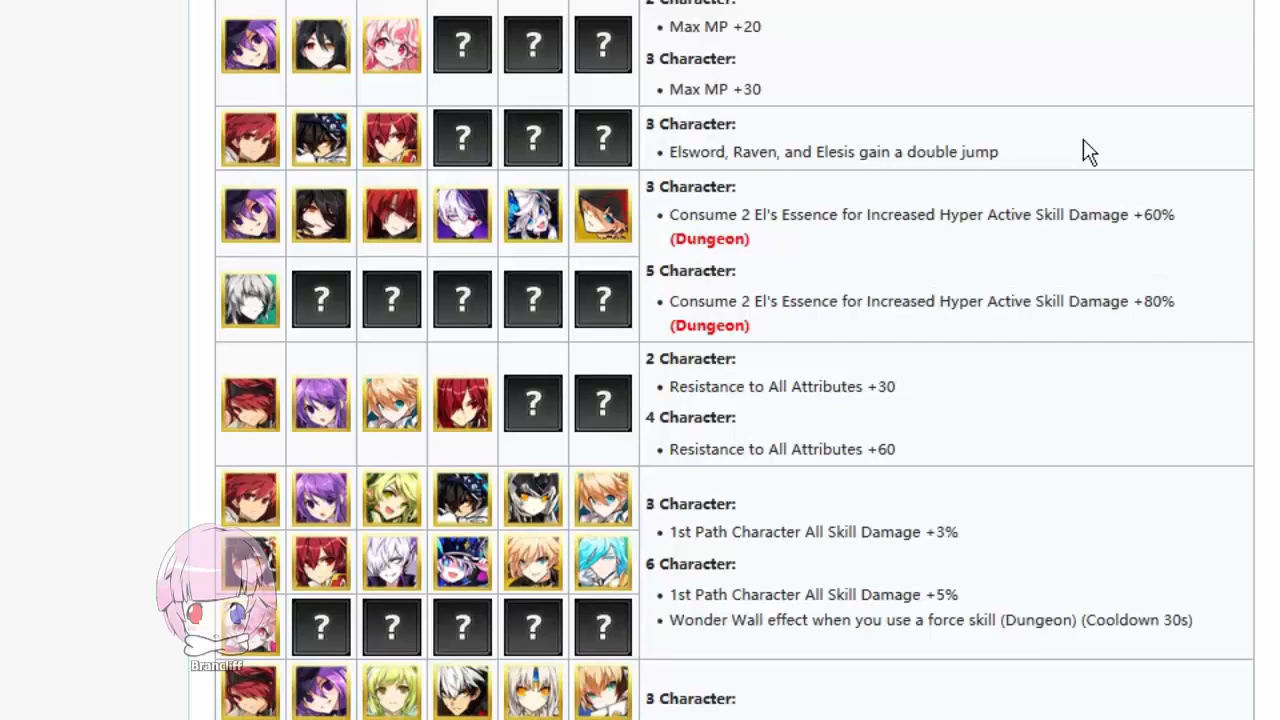 2 Character:
• Max MP +20
3 Character:
• Max MP +30
? ? ?
3 Character:
• Elsword, Raven, and Elesis gain a double jump
? ? ?
3 Character:
• Consume 2 El's Essence for Increased Hyper Active Skill Damage +60%
(Dungeon)
5 Character:
• Consume 2 El's Essence for Increased Hyper Active Skill Damage +80%
(Dungeon)
? ? ? ? ?
2 Character:
• Resistance to All Attributes +30
4 Character:
• Resistance to All Attributes +60
? ?
3 Character:
• 1st Path Character All Skill Damage +3%
6 Character:
• 1st Path Character All Skill Damage +5%
• Wonder Wall effect when you use a force skill (Dungeon) (Cooldown 30s)
? ? ? ? ?
Brancliff
3 Character: